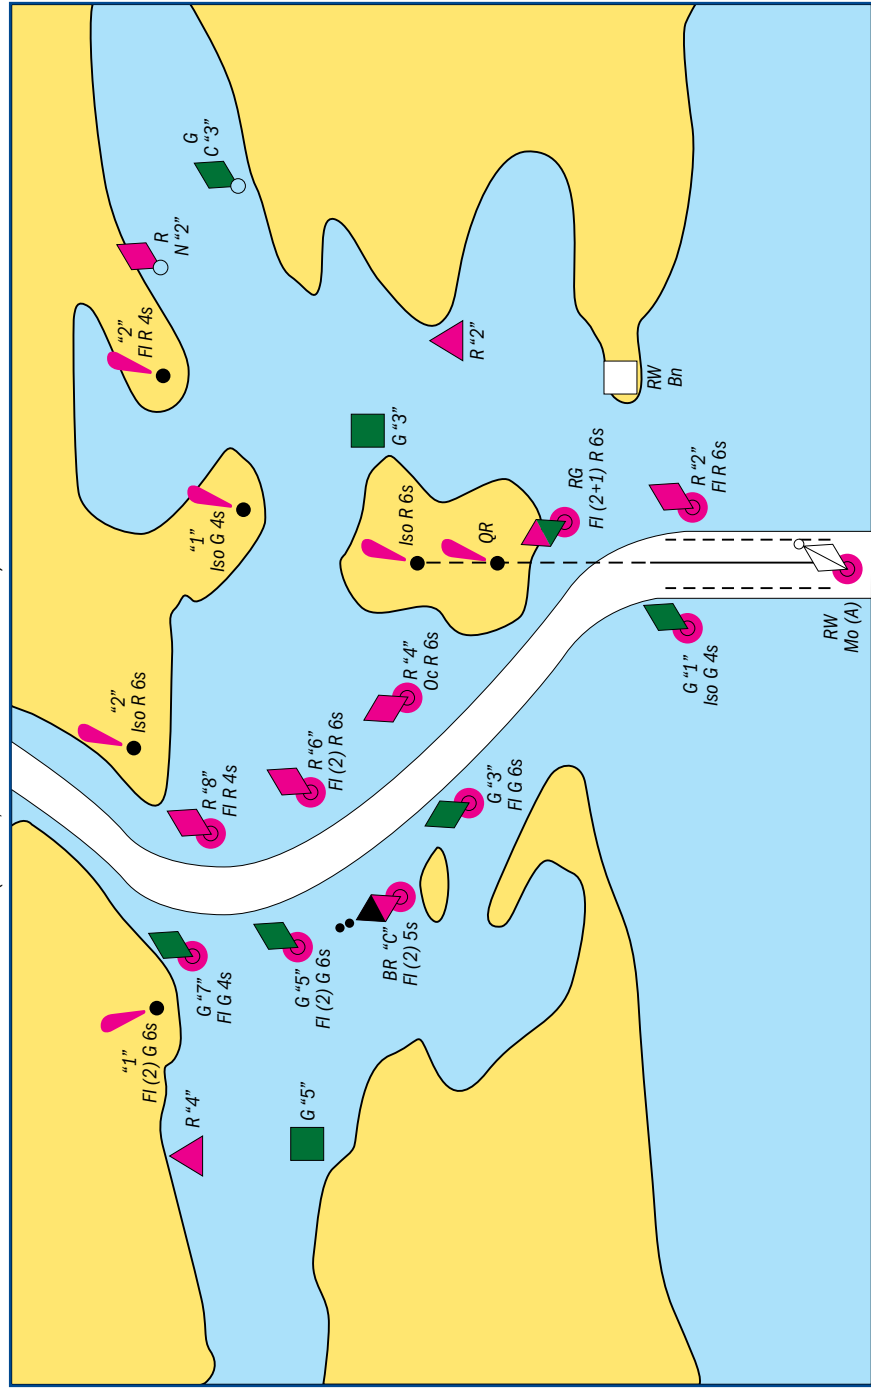 G
C “3”
R
N “2”
“2”
Fl R 4s
R “2”
RW
Bn
G “3”
“1”
Iso G 4s
Iso R 6s
QR
RG
Fl (2+1) R 6s
R “2”
Fl R 6s
RW
Mo (A)
G “1”
Iso G 4s
R “4”
Oc R 6s
“2”
Iso R 6s
R “6”
Fl (2) R 6s
R “8”
Fl R 4s
G “3”
Fl G 6s
BR “C”
Fl (2) 5s
G “5”
Fl (2) G 6s
G “7”
Fl G 4s
“1”
Fl (2) G 6s
R “4”
G “5”